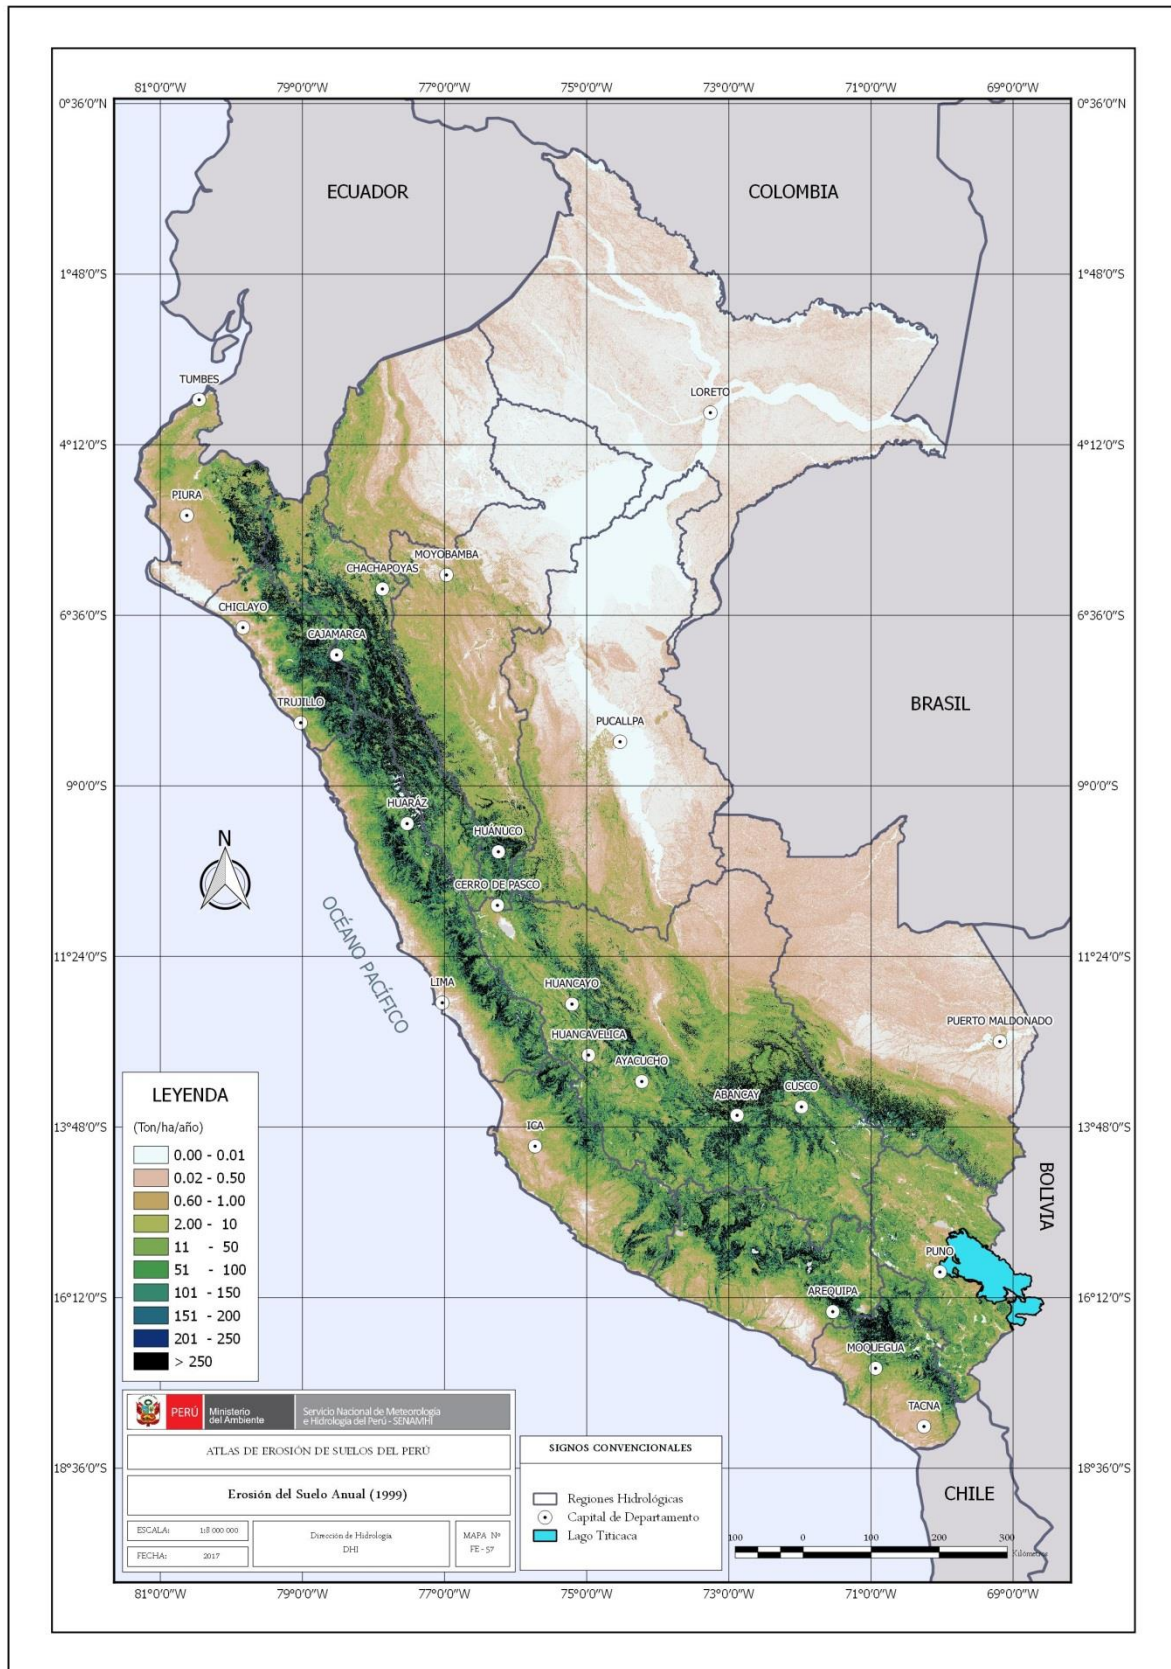 81°0'0"W 79°0'0"W 77°0'0"W 75°0'0"W 73°0'0"W 71°0'0"W 69°0'0"W
0°36'0"N 0°36'0"N
ECUADOR
COLOMBIA
1°48'0"S 1°48'0"S
TUMBES
LORETO
4°12'0"S 4°12'0"S
PIURA
MOYOBAMBA
CHACHAPOYAS
CHICLAYO
6°36'0"S 6°36'0"S
CAJAMARCA
TRUJILLO
BRASIL
PUCALLPA
9°0'0"S 9°0'0"S
HUARÁZ
HUÁNUCO
N
CERRO DE PASCO
OCÉANO PACÍFICO
11°24'0"S 11°24'0"S
LIMA
HUANCAYO
PUERTO MALDONADO
HUANCAVELICA
AYACUCHO
ABANCAY
CUSCO
13°48'0"S 13°48'0"S
ICA
BOLIVIA
PUNO
AREQUIPA
16°12'0"S 16°12'0"S
MOQUEGUA
TACNA
18°36'0"S 18°36'0"S
CHILE
LEYENDA
(Ton/ha/año)
0.00 - 0.01
0.02 - 0.50
0.60 - 1.00
2.00 - 10
11 - 50
51 - 100
101 - 150
151 - 200
201 - 250
> 250
PERÚ
Ministerio
del Ambiente
Servicio Nacional de Meteorología
e Hidrología del Perú - SENAMHI
ATLAS DE EROSIÓN DE SUELOS DEL PERÚ
Erosión del Suelo Anual (1999)
ESCALA: 1:8 000 000
FECHA: 2017
Dirección de Hidrología
DHI
MAPA Nº
FE - 57
SIGNOS CONVENCIONALES
Regiones Hidrológicas
Capital de Departamento
Lago Titicaca
100 0 100 200 300
Kilómetros
81°0'0"W 79°0'0"W 77°0'0"W 75°0'0"W 73°0'0"W 71°0'0"W 69°0'0"W